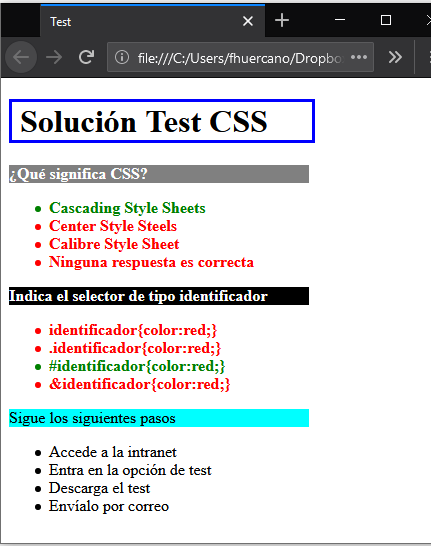 Test
file:///C:/Users/fhuercano/Dropbo
Solución Test CSS
¿Qué significa CSS?
Cascading Style Sheets
Center Style Steels
Calibre Style Sheet
Ninguna respuesta es correcta
Indica el selector de tipo identificador
identificador{color:red;}
.identificador{color:red;}
#identificador{color:red;}
&identificador{color:red;}
Sigue los siguientes pasos
Accede a la intranet
Entra en la opción de test
Descarga el test
Envíalo por correo